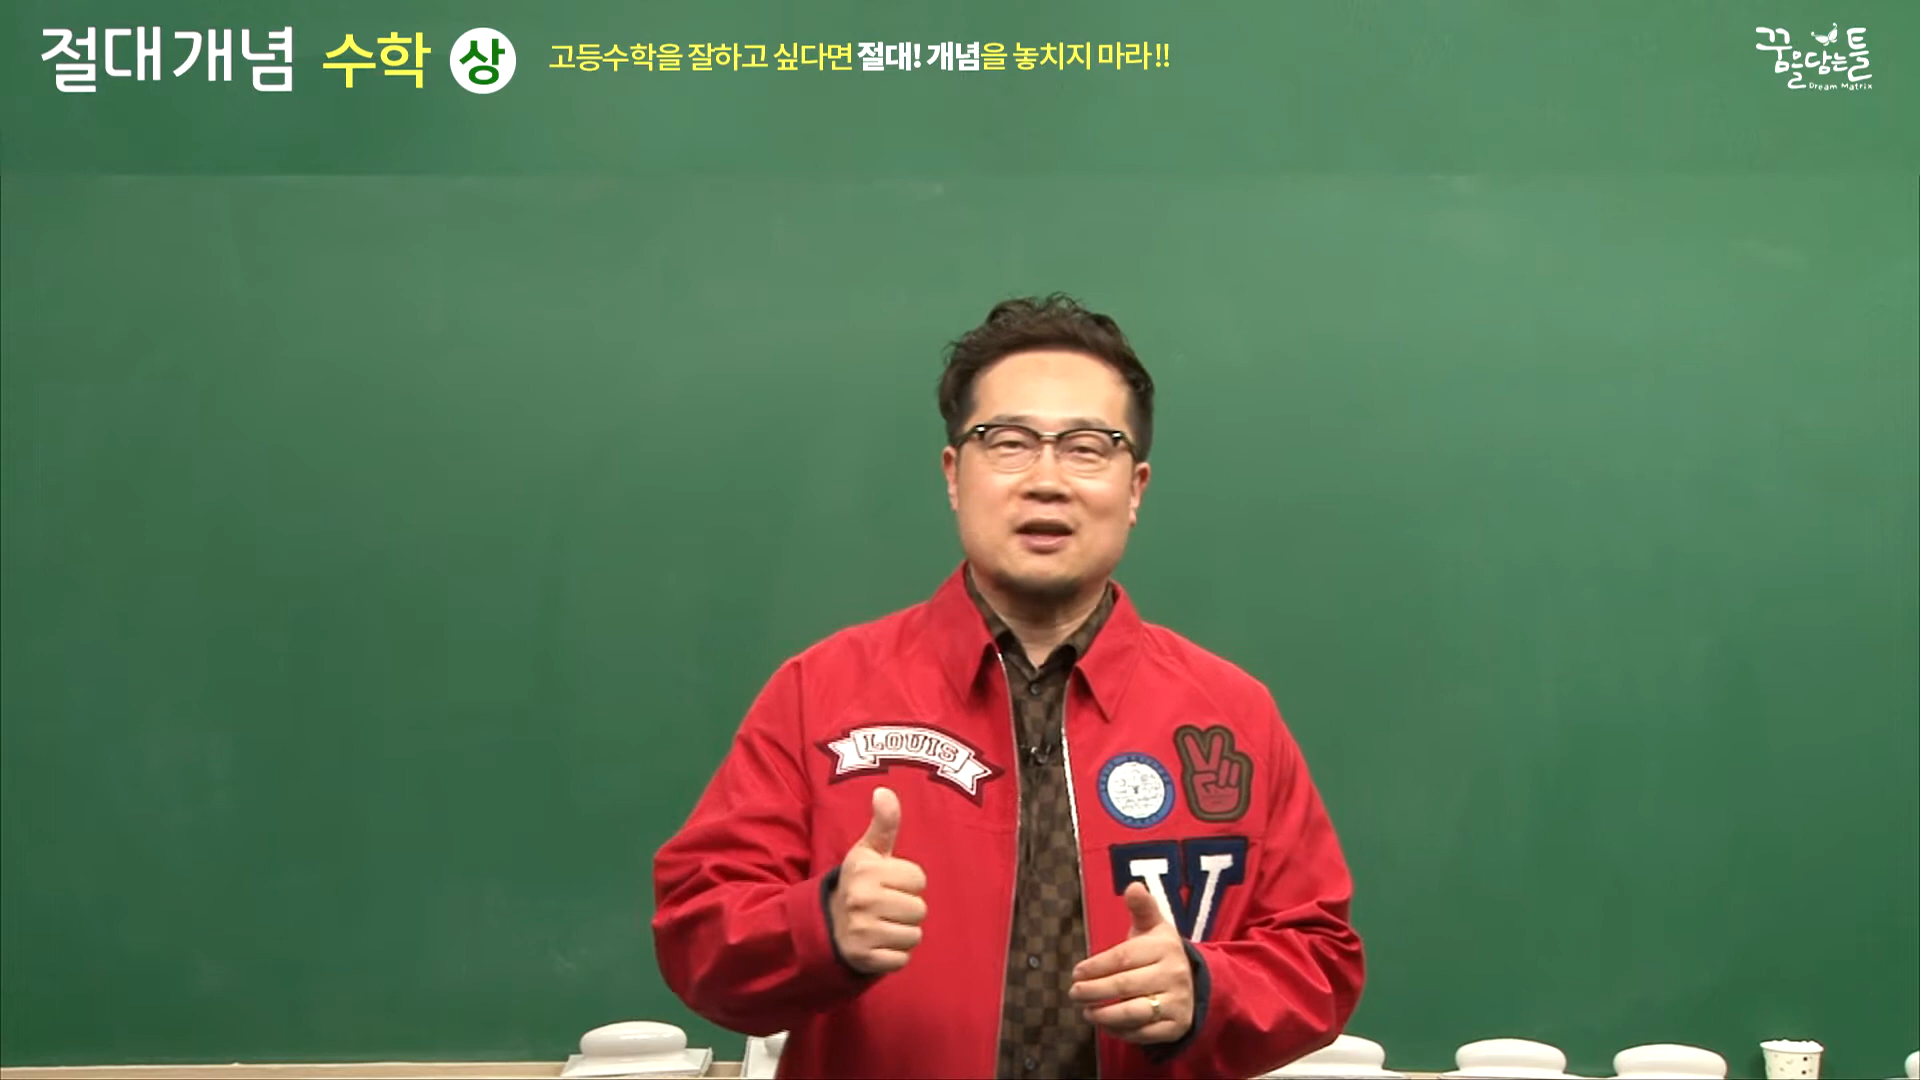 절대개념 수학 상 고등수학을 잘하고 싶다면 절대! 개념을 놓치지 마라!!
꿈을담는틀
Dream Matrix
LOUIS
V